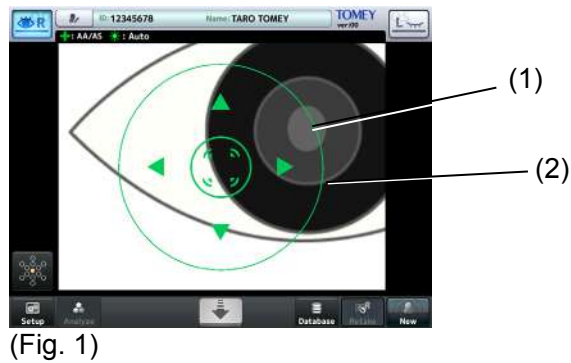 R
ID: 12345678
Name: TARO TOMEY
TOMEY
ver.J00
L
: AA/AS : Auto
(1)
(2)
Setup
Analyze
Database
Retake
New
(Fig. 1)